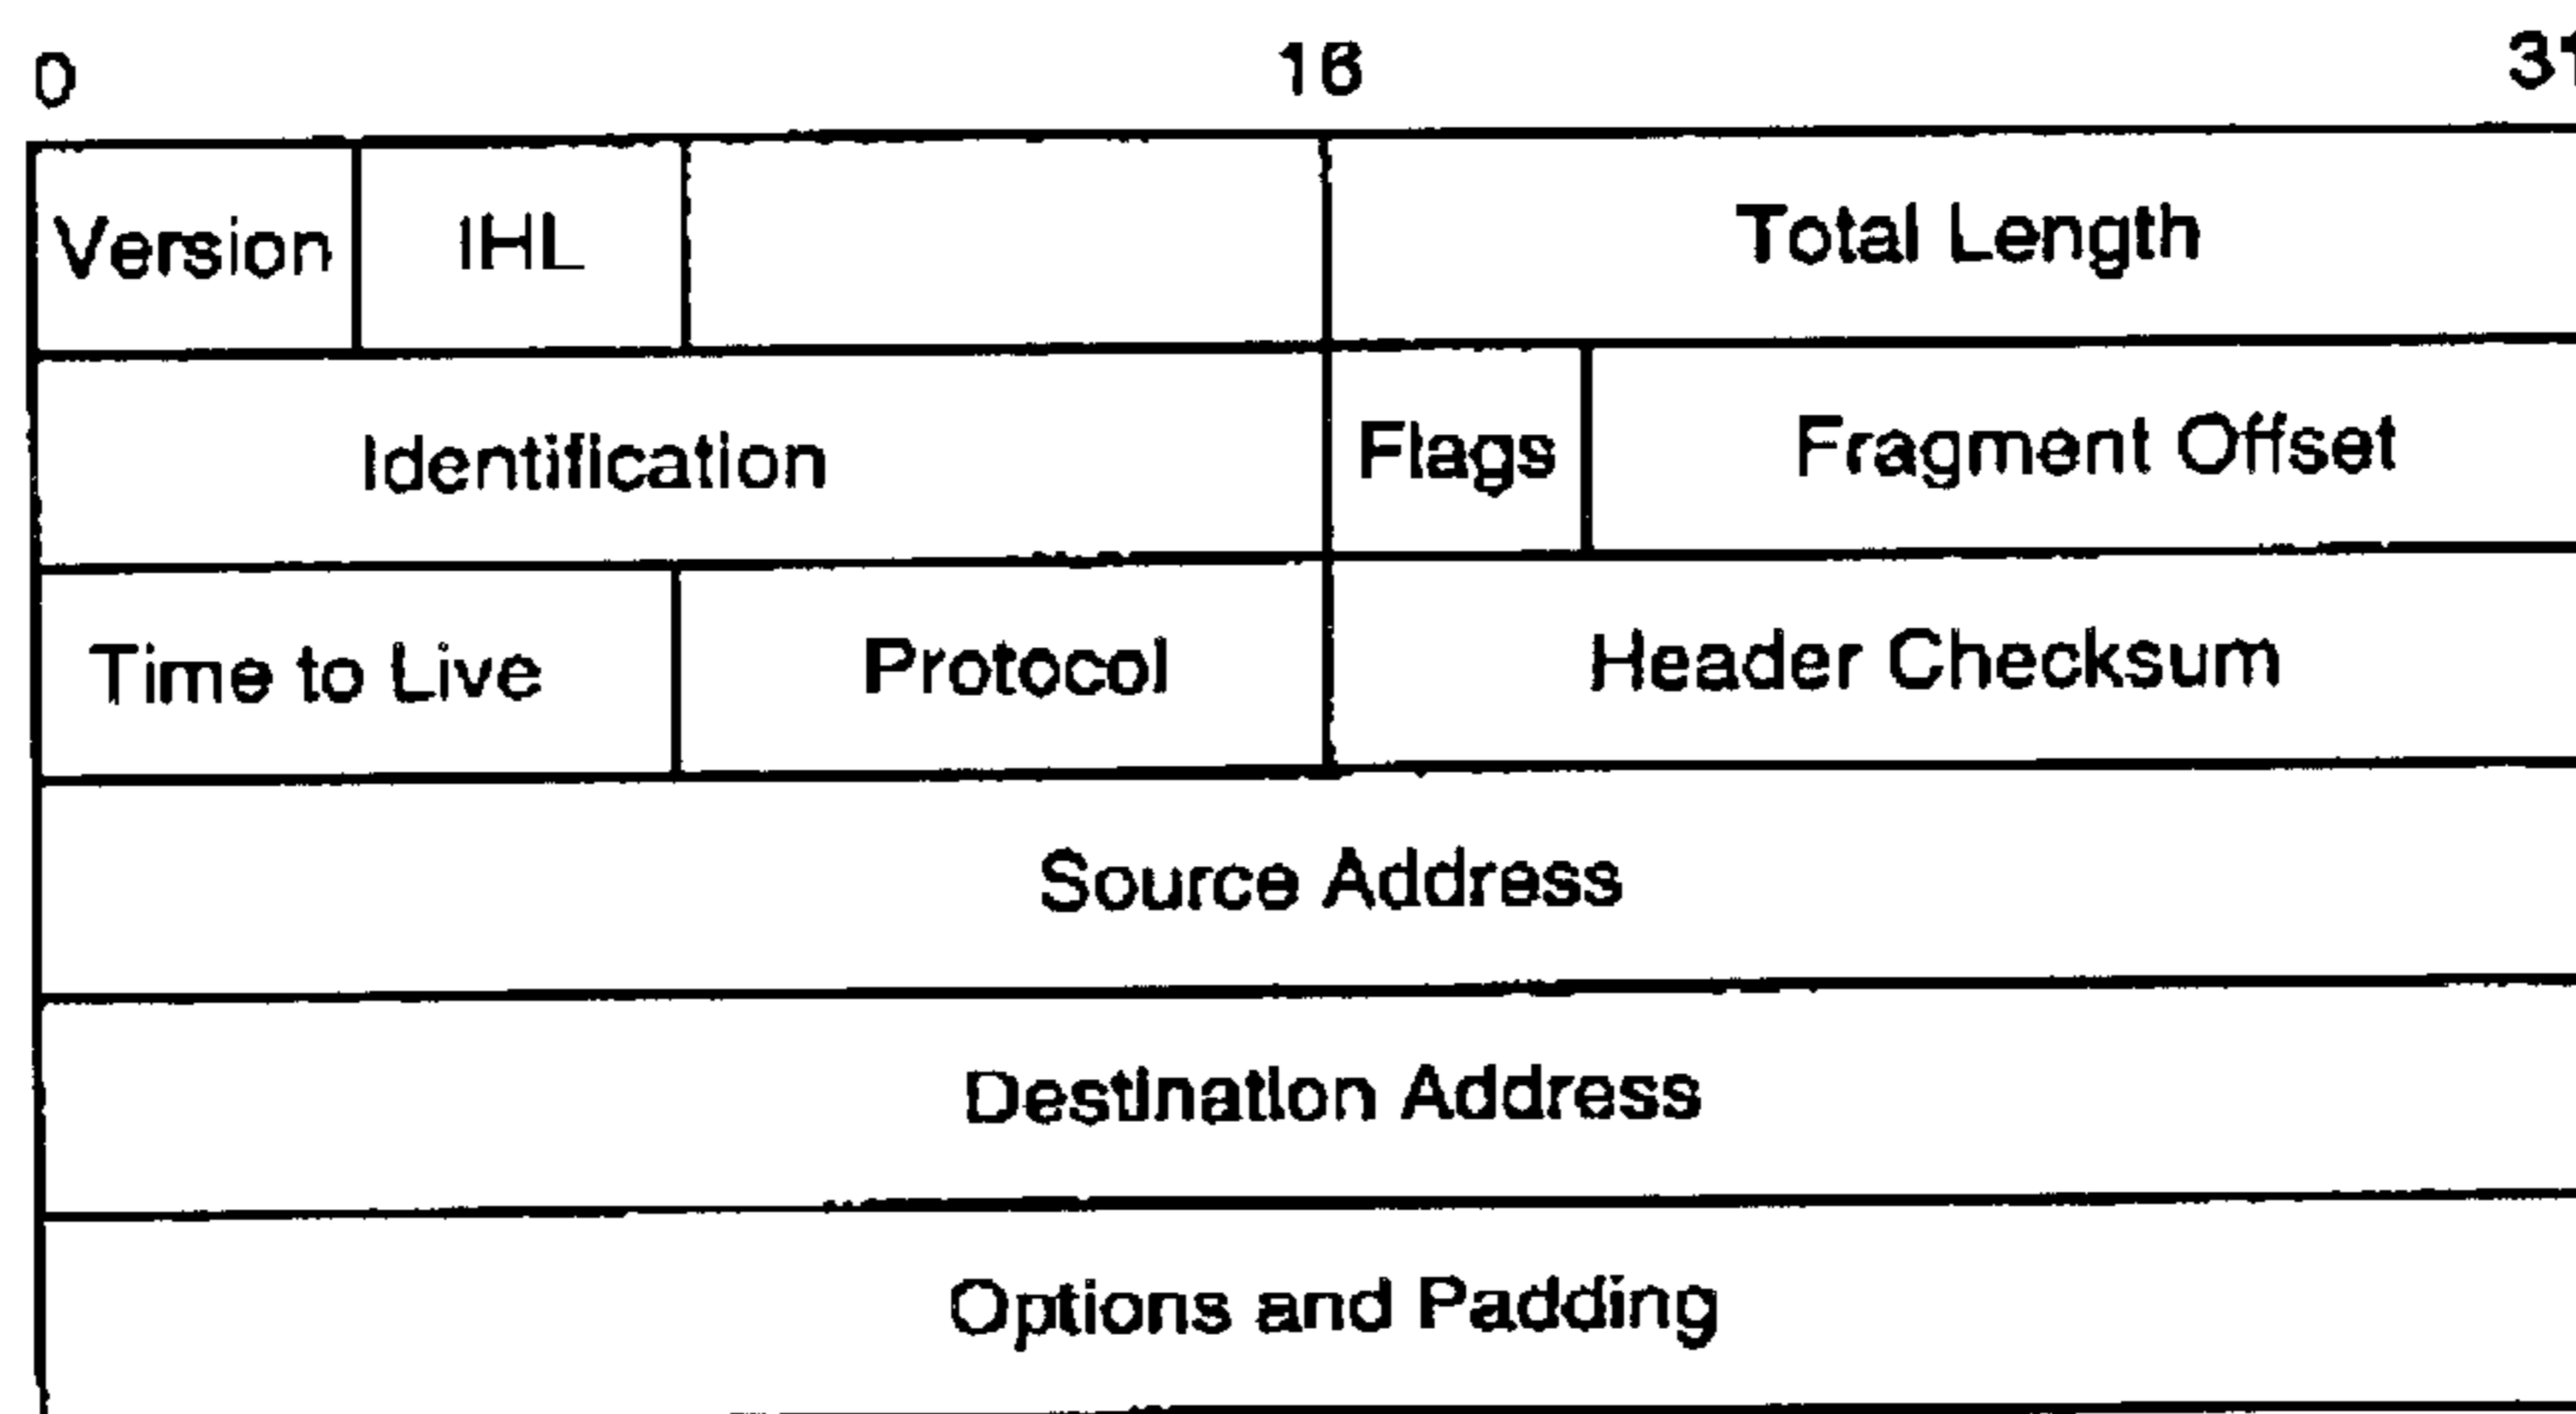 0 16 31
Version IHL Total Length
Identification Flags Fragment Offset
Time to Live Protocol Header Checksum
Source Address
Destination Address
Options and Padding